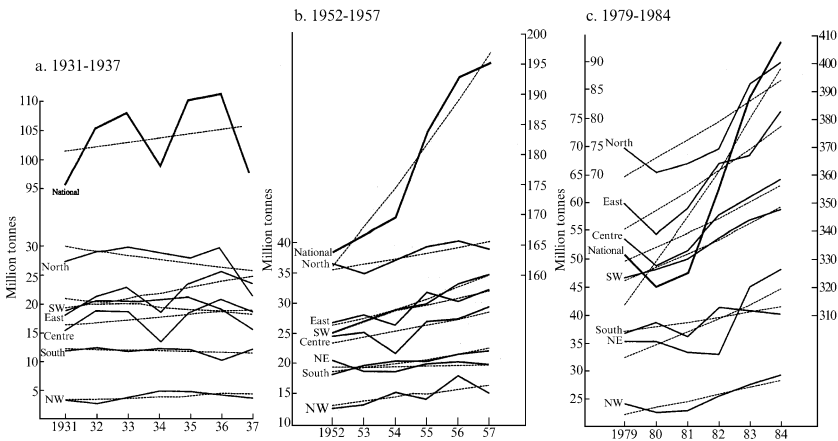 a. 1931-1937
110
105
100
95
National
Million tonnes
30
25
20
15
10
5
North
SW
East
Centre
South
NW
1931 32 33 34 35 36 37
b. 1952-1957
200
195
190
185
180
175
170
165
160
Million tonnes
40
35
30
25
20
15
10
National
North
East
SW
Centre
NE
South
NW
1952 53 54 55 56 57
c. 1979-1984
410
400
390
380
370
360
350
340
330
320
310
Million tonnes
90
85
80
75
70
65
60
55
50
45
40
35
30
25
North
East
Centre
National
SW
South
NE
NW
1979 80 81 82 83 84